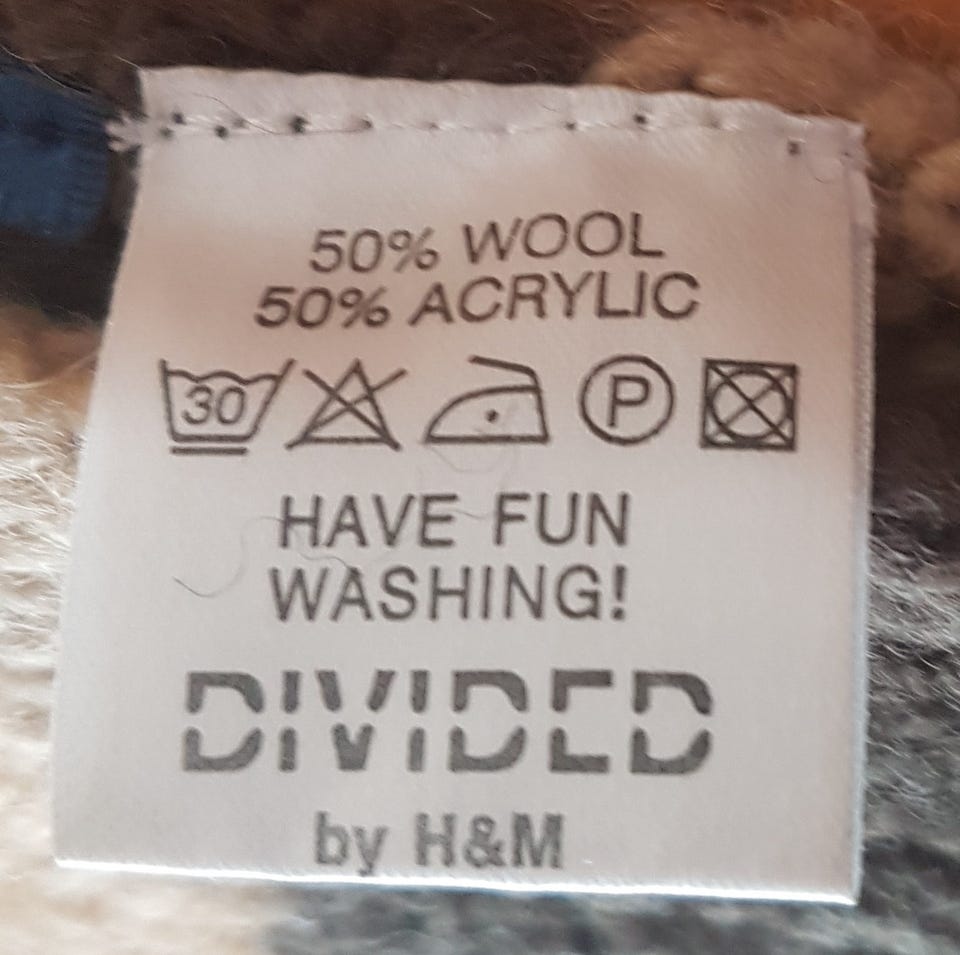 50% WOOL
50% ACRYLIC
30 P
HAVE FUN
WASHING!
DIVIDED
by H&M